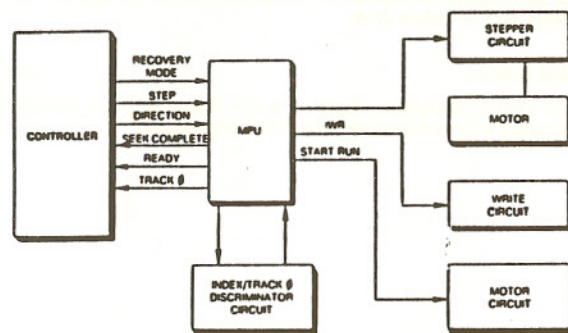 CONTROLLER
RECOVERY
MODE
STEP
DIRECTION
SEEK COMPLETE
READY
TRACK ϕ
MPU
IWR
START RUN
STEPPER
CIRCUIT
MOTOR
WRITE
CIRCUIT
MOTOR
CIRCUIT
INDEX/TRACK ϕ
DISCRIMINATOR
CIRCUIT